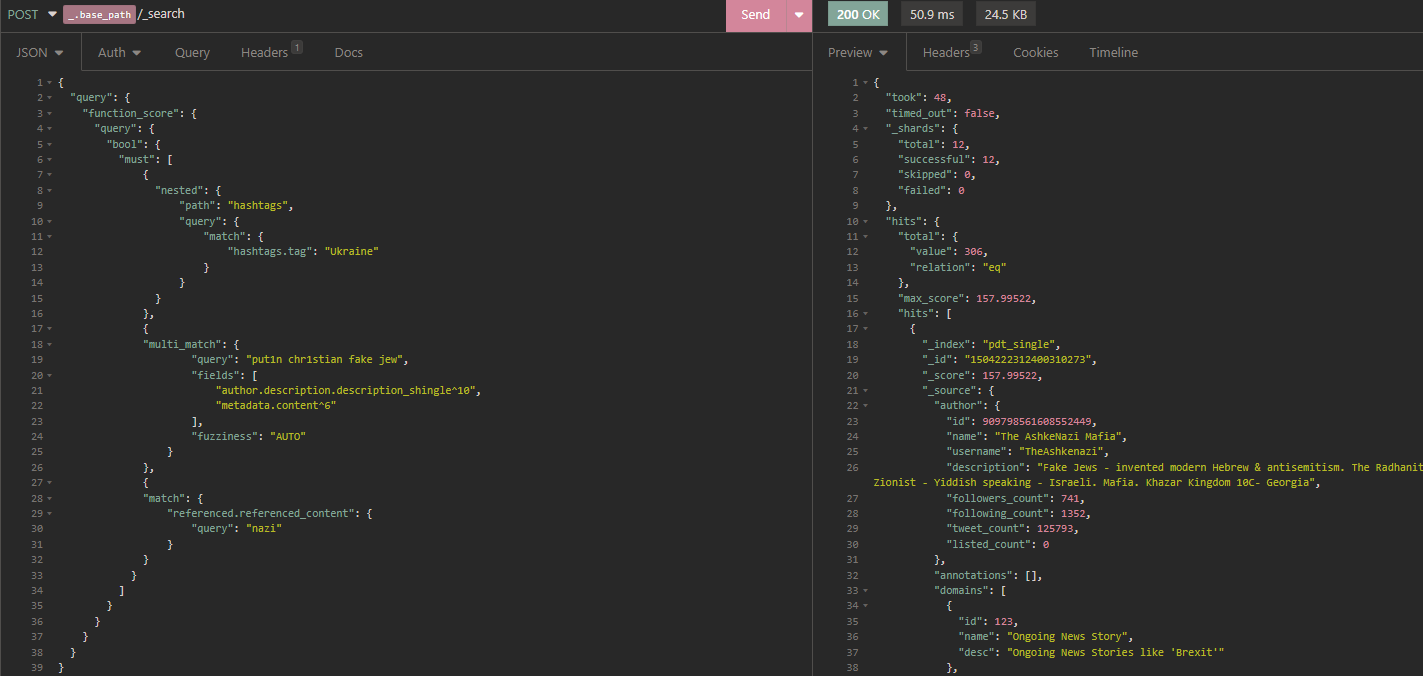 POST _.base_path /_search Send 200 OK 50.9 ms 24.5 KB
JSON Auth Query Headers 1 Docs
Preview Headers 3 Cookies Timeline
1 {
2 "query": {
3 "function_score": {
4 "query": {
5 "bool": {
6 "must": [
7 {
8 "nested": {
9 "path": "hashtags",
10 "query": {
11 "match": {
12 "hashtags.tag": "Ukraine"
13 }
14 }
15 }
16 },
17 {
18 "multi_match": {
19 "query": "put1n chr1stian fake jew",
20 "fields": [
21 "author.description.description_shingle^10",
22 "metadata.content^6"
23 ],
24 "fuzziness": "AUTO"
25 }
26 },
27 {
28 "match": {
29 "referenced.referenced_content": {
30 "query": "nazi"
31 }
32 }
33 }
34 ]
35 }
36 }
37 }
38 }
39 }
1 {
2 "took": 48,
3 "timed_out": false,
4 "_shards": {
5 "total": 12,
6 "successful": 12,
7 "skipped": 0,
8 "failed": 0
9 },
10 "hits": {
11 "total": {
12 "value": 306,
13 "relation": "eq"
14 },
15 "max_score": 157.99522,
16 "hits": [
17 {
18 "_index": "pdt_single",
19 "_id": "1504222312400310273",
20 "_score": 157.99522,
21 "_source": {
22 "author": {
23 "id": 909798561608552449,
24 "name": "The AshkeNazi Mafia",
25 "username": "TheAshkenazi",
26 "description": "Fake Jews - invented modern Hebrew & antisemitism. The Radhanit
Zionist - Yiddish speaking - Israeli. Mafia. Khazar Kingdom 10C- Georgia",
27 "followers_count": 741,
28 "following_count": 1352,
29 "tweet_count": 125793,
30 "listed_count": 0
31 },
32 "annotations": [],
33 "domains": [
34 {
35 "id": 123,
36 "name": "Ongoing News Story",
37 "desc": "Ongoing News Stories like 'Brexit'"
38 },